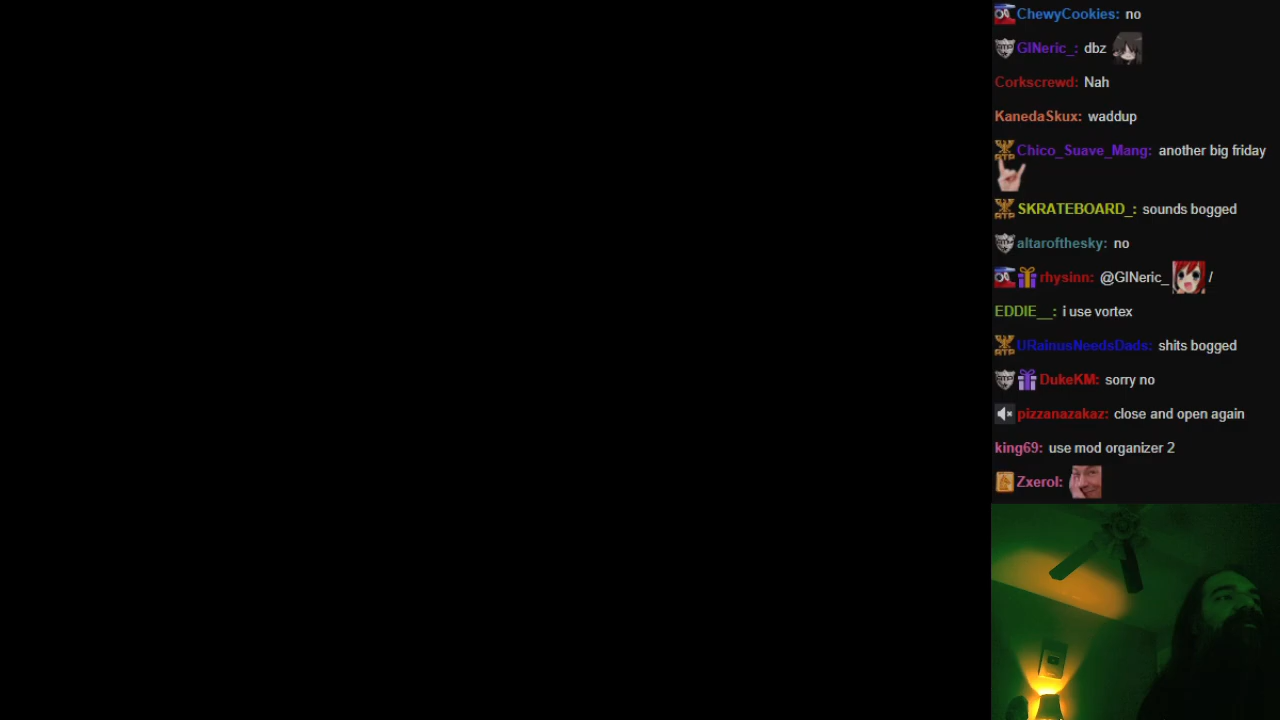 ChewyCookies: no
GINeric_: dbz
Corkscrewd: Nah
KanedaSkux: waddup
Chico_Suave_Mang: another big friday
SKRATEBOARD_: sounds bogged
altarofthesky: no
rhysinn: @GINeric_ /
EDDIE__: i use vortex
URainusNeedsDads: shits bogged
DukeKM: sorry no
pizzanazakaz: close and open again
king69: use mod organizer 2
Zxerol: